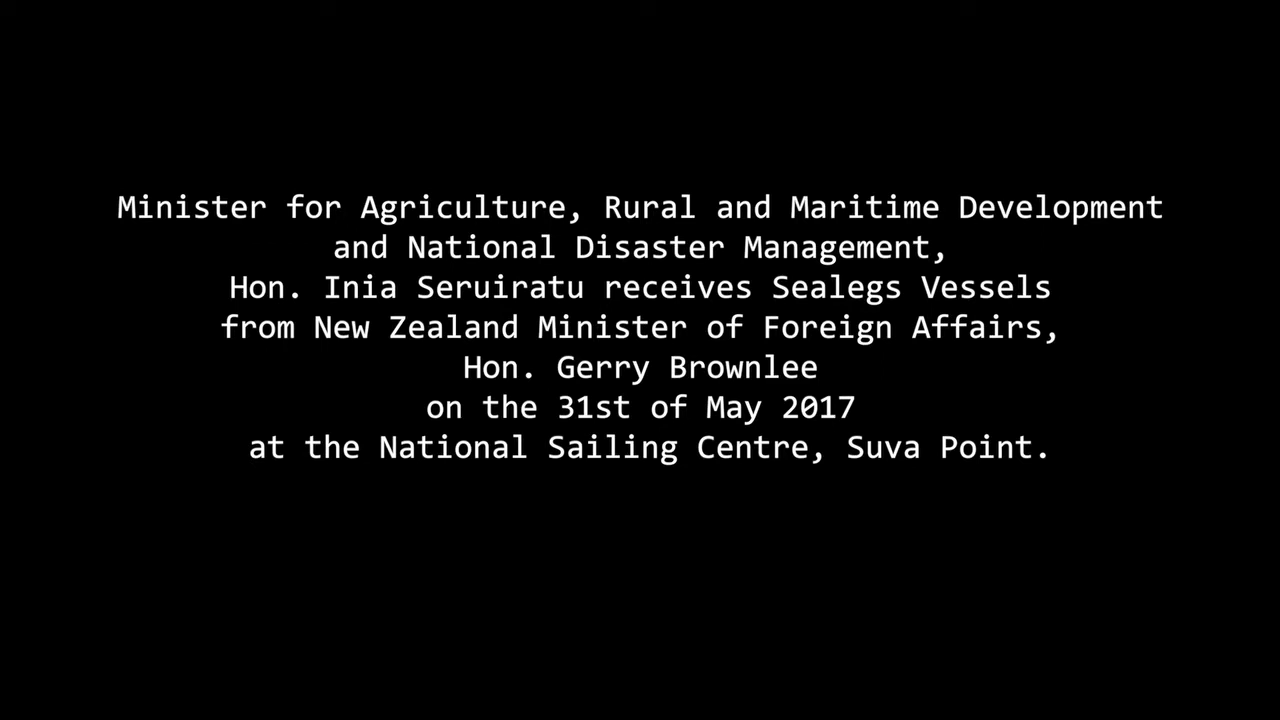 Minister for Agriculture, Rural and Maritime Development
and National Disaster Management,
Hon. Inia Seruiratu receives Sealegs Vessels
from New Zealand Minister of Foreign Affairs,
Hon. Gerry Brownlee
on the 31st of May 2017
at the National Sailing Centre, Suva Point.